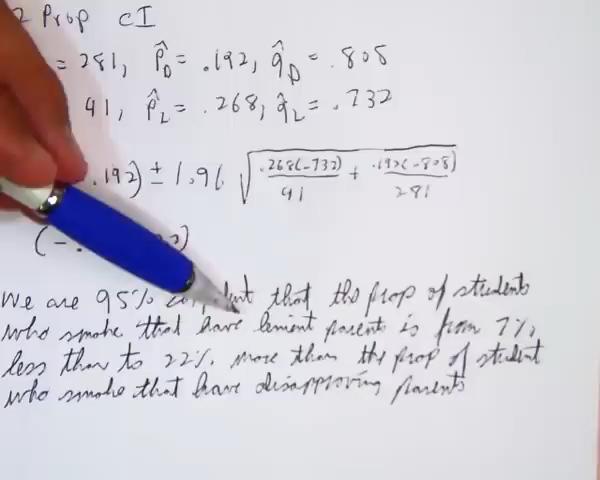 2 Prop CI
= 281, p̂D = .192, q̂D = .808
41, p̂L = .268, q̂L = .732
.192) ± 1.96 √(.268(.732)/41 + .192(.808)/281)
(-.
We are 95% that the prop of students
who smoke that have lenient parents is from 7%
less than to 22% more than the prop of student
who smoke that have disapproving parents